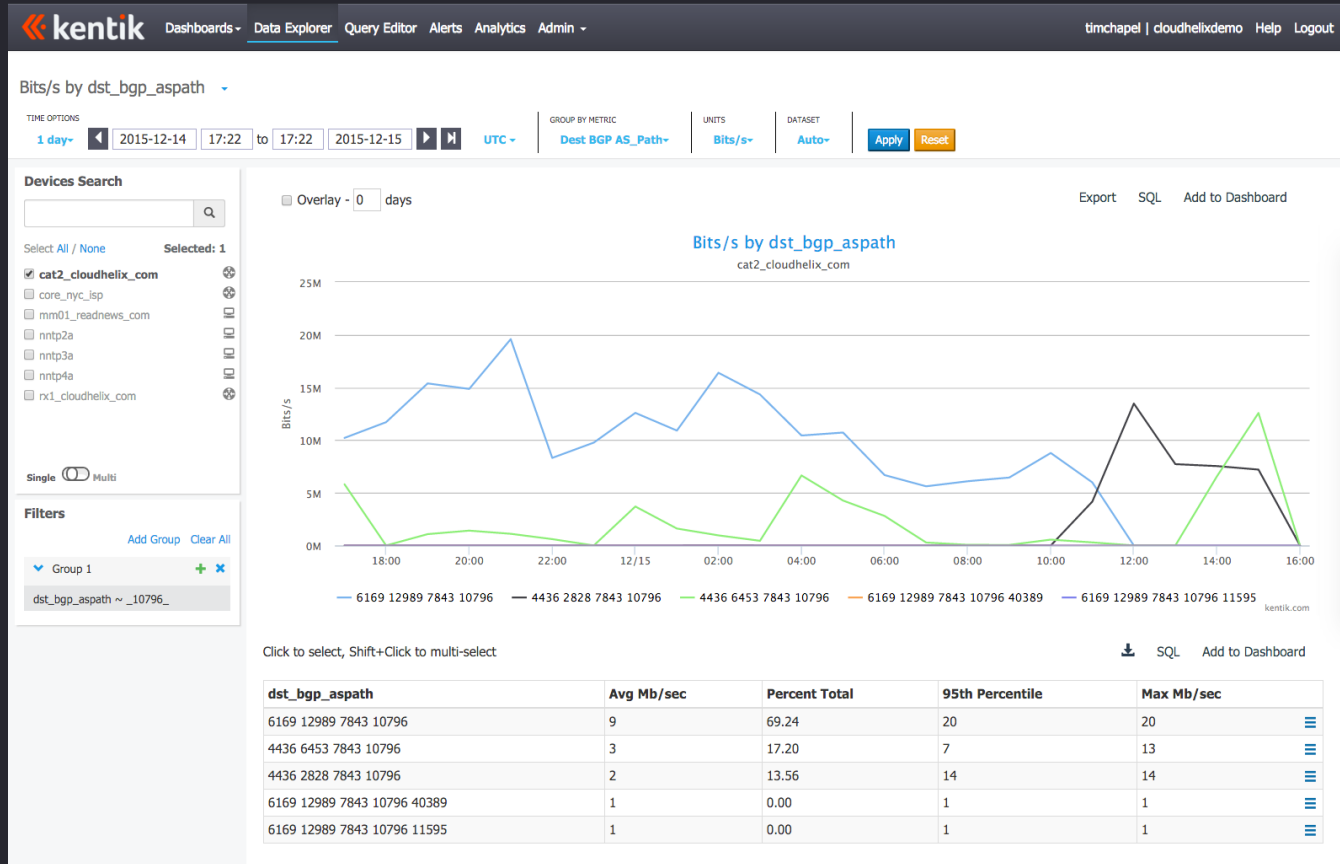 kentik Dashboards Data Explorer Query Editor Alerts Analytics Admin timchapel | cloudhelixdemo Help Logout
Bits/s by dst_bgp_aspath
TIME OPTIONS GROUP BY METRIC UNITS DATASET
1 day 2015-12-14 17:22 to 17:22 2015-12-15 UTC Dest BGP AS_Path Bits/s Auto Apply Reset
Devices Search
Select All / None Selected: 1
cat2_cloudhelix_com
core_nyc_isp
mm01_readnews_com
nntp2a
nntp3a
nntp4a
rx1_cloudhelix_com
Single Multi
Filters
Add Group Clear All
Group 1
dst_bgp_aspath ~ _10796_
Overlay - 0 days
Export SQL Add to Dashboard
Bits/s by dst_bgp_aspath
cat2_cloudhelix_com
25M
20M
15M
10M
5M
0M
Bits/s
18:00 20:00 22:00 12/15 02:00 04:00 06:00 08:00 10:00 12:00 14:00 16:00
6169 12989 7843 10796 4436 2828 7843 10796 4436 6453 7843 10796 6169 12989 7843 10796 40389 6169 12989 7843 10796 11595
kentik.com
Click to select, Shift+Click to multi-select SQL Add to Dashboard
dst_bgp_aspath Avg Mb/sec Percent Total 95th Percentile Max Mb/sec
6169 12989 7843 10796 9 69.24 20 20
4436 6453 7843 10796 3 17.20 7 13
4436 2828 7843 10796 2 13.56 14 14
6169 12989 7843 10796 40389 1 0.00 1 1
6169 12989 7843 10796 11595 1 0.00 1 1